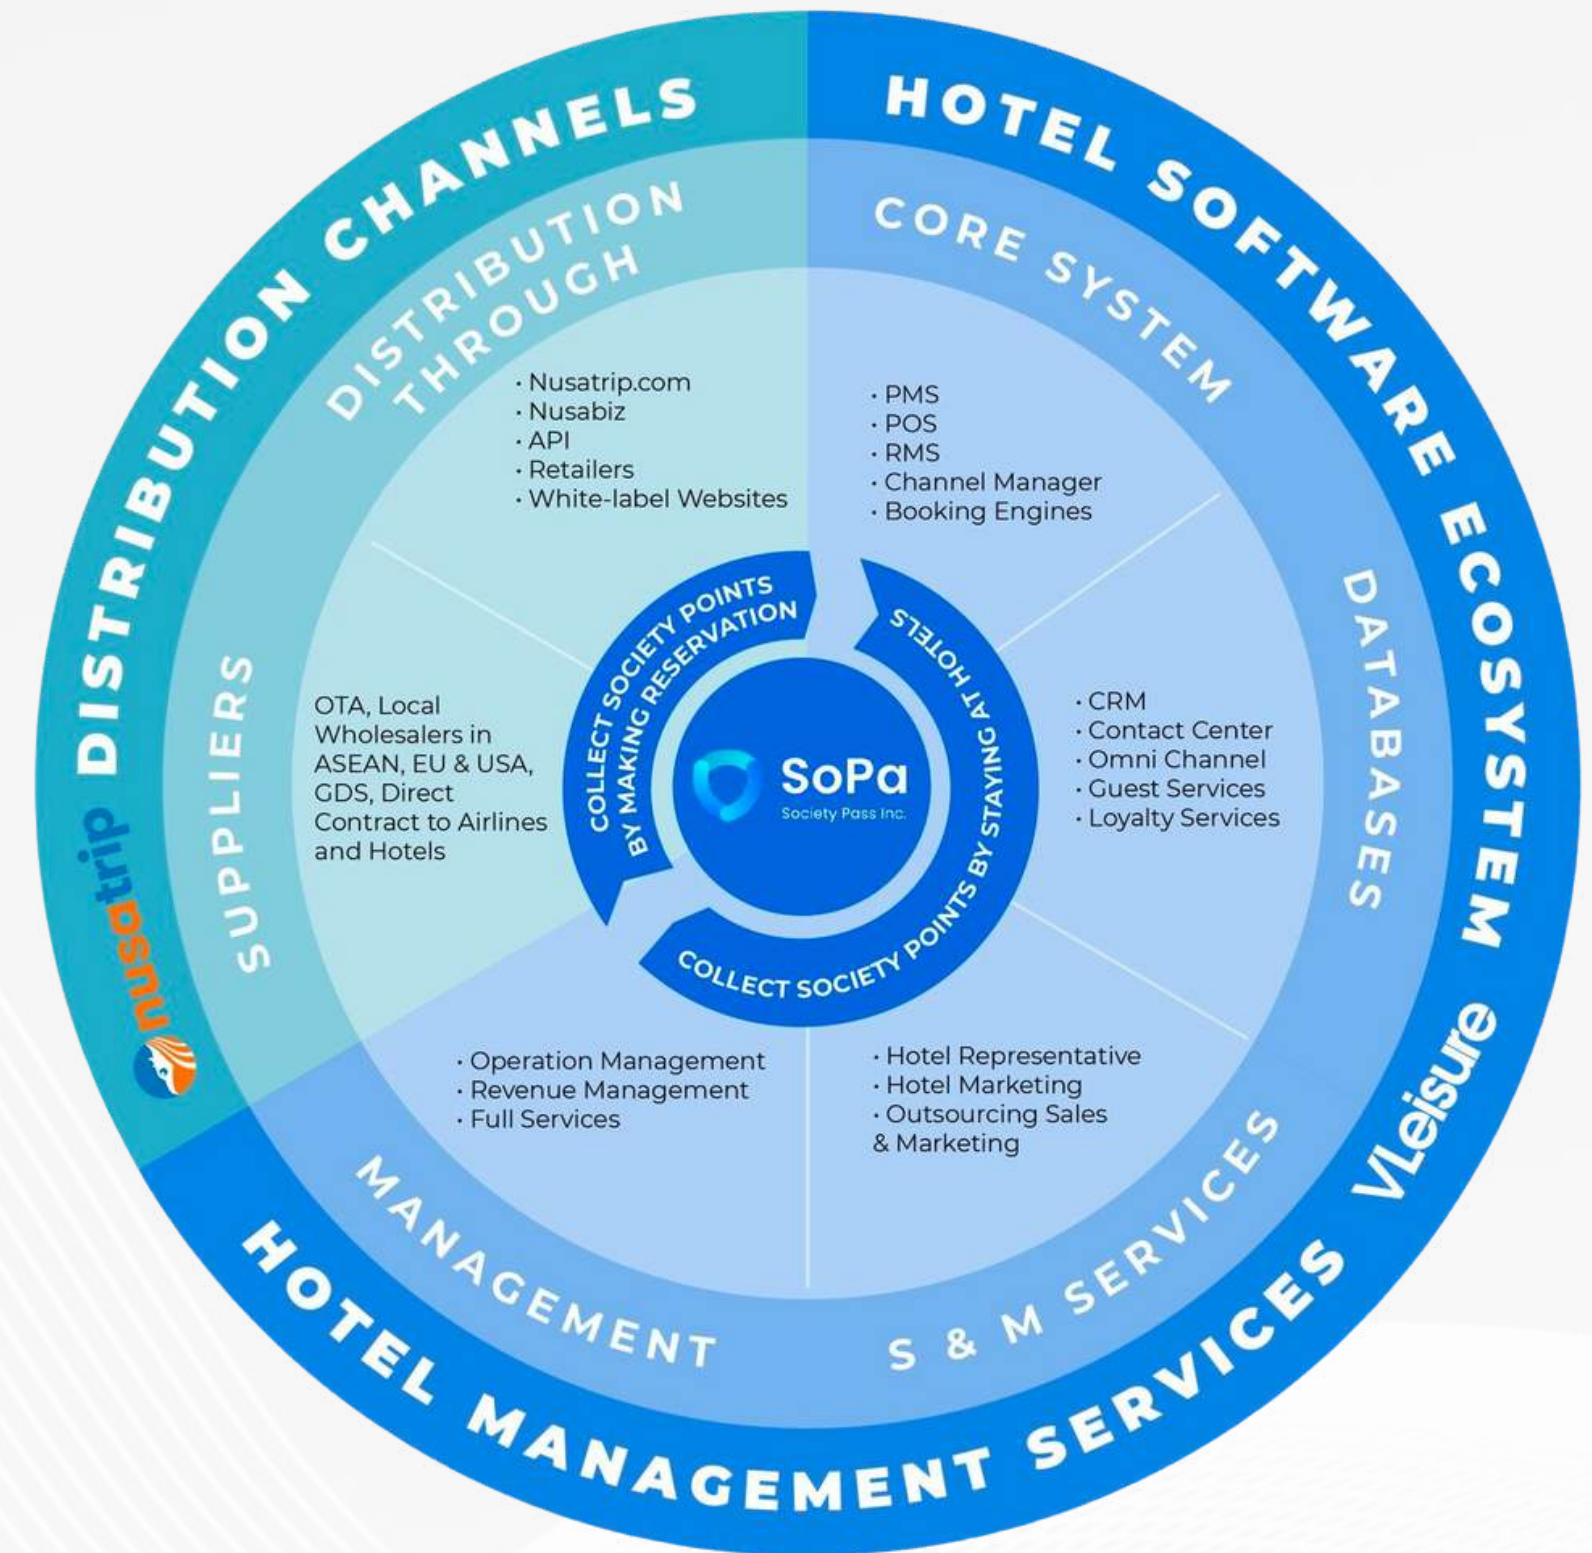 DISTRIBUTION CHANNELS
nusatrip
DISTRIBUTION
THROUGH
• Nusatrip.com
• Nusabiz
• API
• Retailers
• White-label Websites
SUPPLIERS
OTA, Local
Wholesalers in
ASEAN, EU & USA,
GDS, Direct
Contract to Airlines
and Hotels
HOTEL SOFTWARE ECOSYSTEM
VLeisure
CORE SYSTEM
• PMS
• POS
• RMS
• Channel Manager
• Booking Engines
DATABASES
• CRM
• Contact Center
• Omni Channel
• Guest Services
• Loyalty Services
HOTEL MANAGEMENT SERVICES
S & M SERVICES
• Hotel Representative
• Hotel Marketing
• Outsourcing Sales
& Marketing
MANAGEMENT
• Operation Management
• Revenue Management
• Full Services
COLLECT SOCIETY POINTS
BY MAKING RESERVATION
COLLECT SOCIETY POINTS BY STAYING AT HOTELS
SoPa
Society Pass Inc.